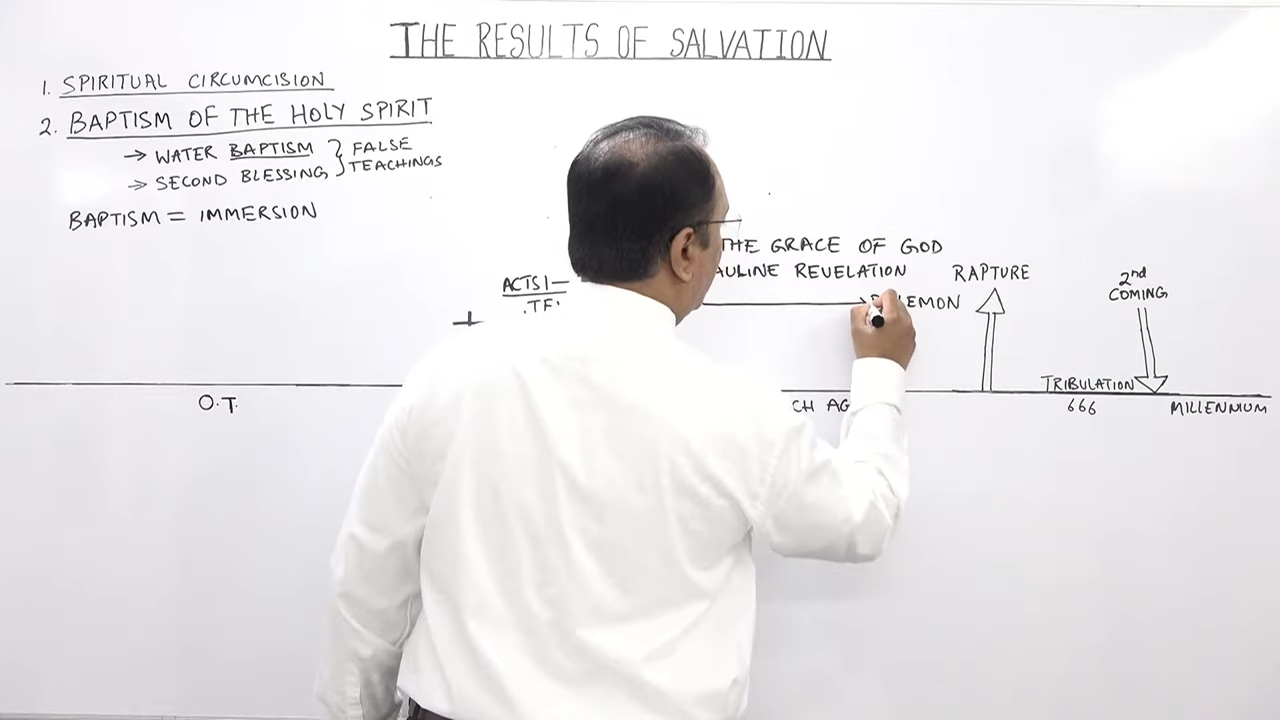 THE RESULTS OF SALVATION
1. SPIRITUAL CIRCUMCISION
2. BAPTISM OF THE HOLY SPIRIT
→ WATER BAPTISM } FALSE
→ SECOND BLESSING } TEACHINGS
BAPTISM = IMMERSION
THE GRACE OF GOD
REVELATION
RAPTURE
2nd
COMING
ACTS 1—
O.T.
TRIBULATION
666
MILLENNIUM